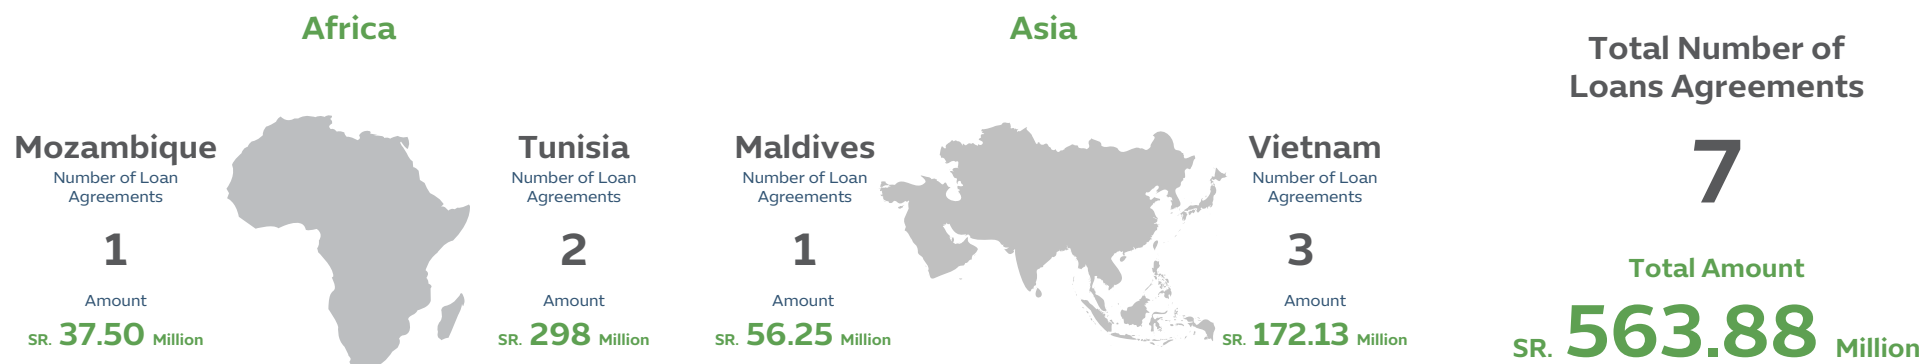 Africa
Mozambique
Number of Loan
Agreements
1
Amount
SR. 37.50 Million
Tunisia
Number of Loan
Agreements
2
Amount
SR. 298 Million
Asia
Maldives
Number of Loan
Agreements
1
Amount
SR. 56.25 Million
Vietnam
Number of Loan
Agreements
3
Amount
SR. 172.13 Million
Total Number of
Loans Agreements
7
Total Amount
SR. 563.88 Million